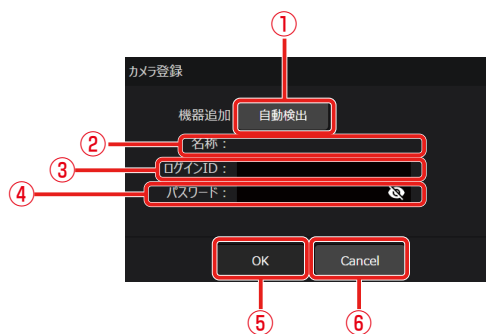 ①
カメラ登録
機器追加 自動検出
② 名称：
③ ログインID：
④ パスワード：
OK Cancel
⑤ ⑥